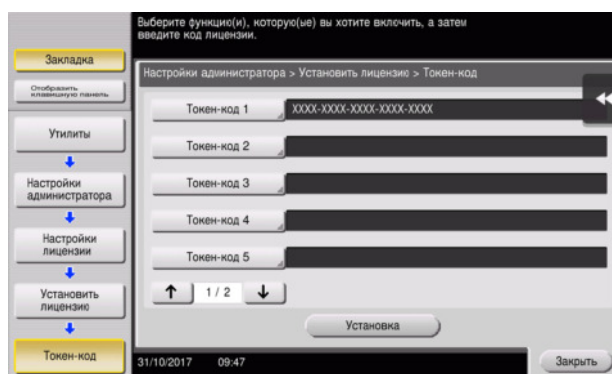 Выберите функцию(и), которую(ые) вы хотите включить, а затем
введите код лицензии.
Закладка
Отобразить
клавишную панель
Утилиты
Настройки
администратора
Настройки
лицензии
Установить
лицензию
Токен-код
Настройки администратора > Установить лицензию > Токен-код
Токен-код 1
XXXX-XXXX-XXXX-XXXX-XXXX
Токен-код 2
Токен-код 3
Токен-код 4
Токен-код 5
1 / 2
Установка
31/10/2017 09:47
Закрыть